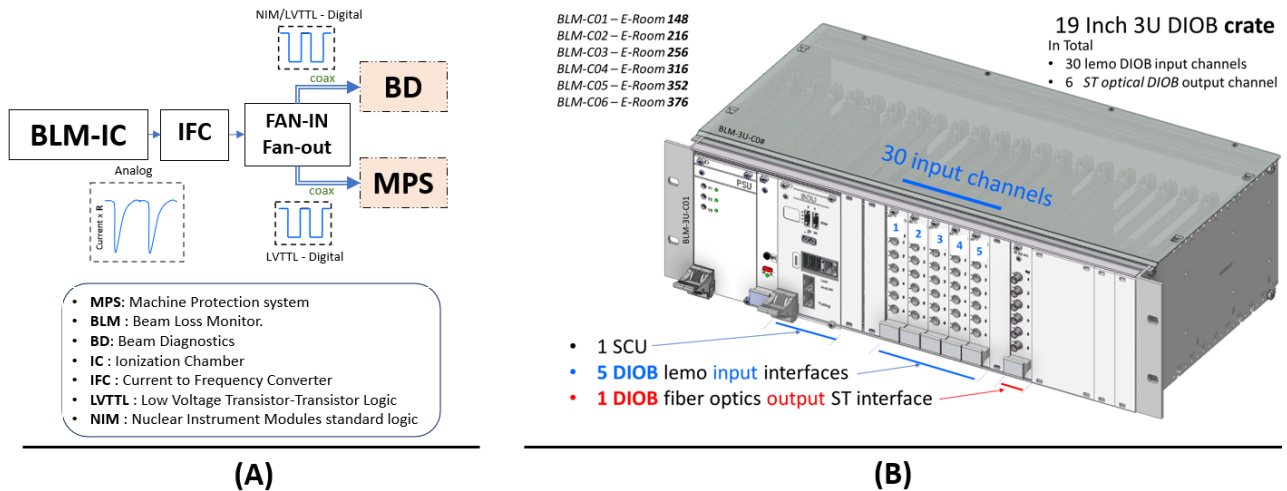 NIM/LVTTL - Digital
coax
BD
BLM-IC
IFC
FAN-IN
Fan-out
Analog
coax
MPS
Current x R
LVTTL - Digital
• MPS: Machine Protection system
• BLM : Beam Loss Monitor.
• BD: Beam Diagnostics
• IC : Ionization Chamber
• IFC : Current to Frequency Converter
• LVTTL : Low Voltage Transistor-Transistor Logic
• NIM : Nuclear Instrument Modules standard logic
(A)
BLM-C01 – E-Room 148
BLM-C02 – E-Room 216
BLM-C03 – E-Room 256
BLM-C04 – E-Room 316
BLM-C05 – E-Room 352
BLM-C06 – E-Room 376
19 Inch 3U DIOB crate
In Total
• 30 lemo DIOB input channels
• 6 ST optical DIOB output channel
BLM-3U-C0#
30 input channels
PSU
BLM-3U-C01
1 2 3 4 5
• 1 SCU
• 5 DIOB lemo input interfaces
• 1 DIOB fiber optics output ST interface
(B)